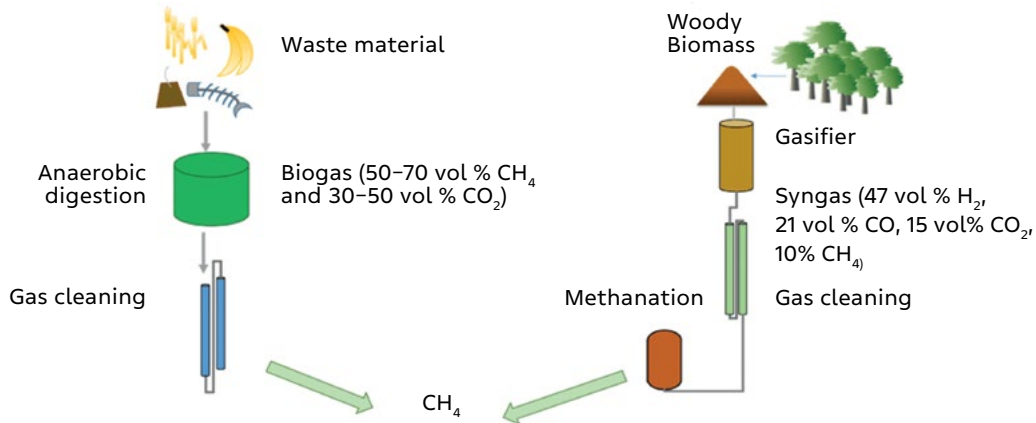 Waste material
Anaerobic
digestion
Biogas (50–70 vol % CH₄
and 30–50 vol % CO₂)
Gas cleaning
Woody
Biomass
Gasifier
Syngas (47 vol % H₂,
21 vol % CO, 15 vol% CO₂,
10% CH₄₎
Methanation
Gas cleaning
CH₄